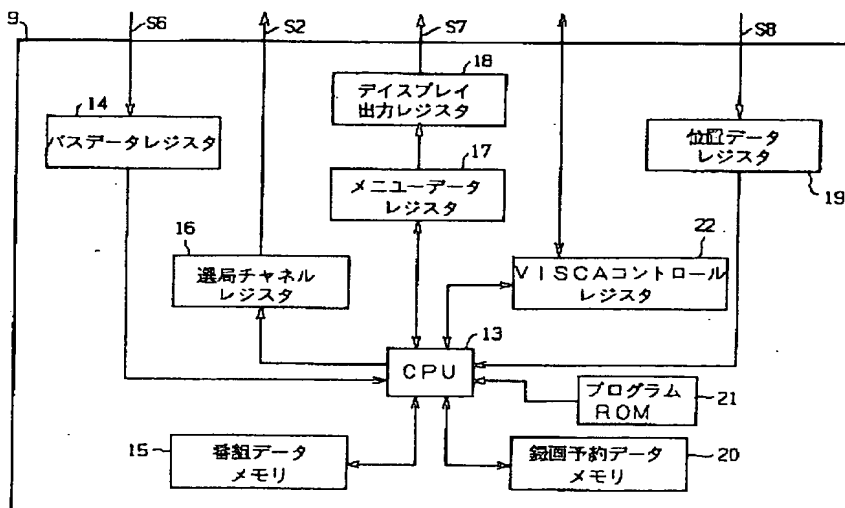 9
S6
S2
S7
S8
14
バスデータレジスタ
18
デイスプレイ
出力レジスタ
位置データ
レジスタ
19
17
メニューデータ
レジスタ
16
選局チャネル
レジスタ
22
VISCAコントロール
レジスタ
13
CPU
プログラム
ROM
21
15
番組データ
メモリ
録画予約データ
メモリ
20